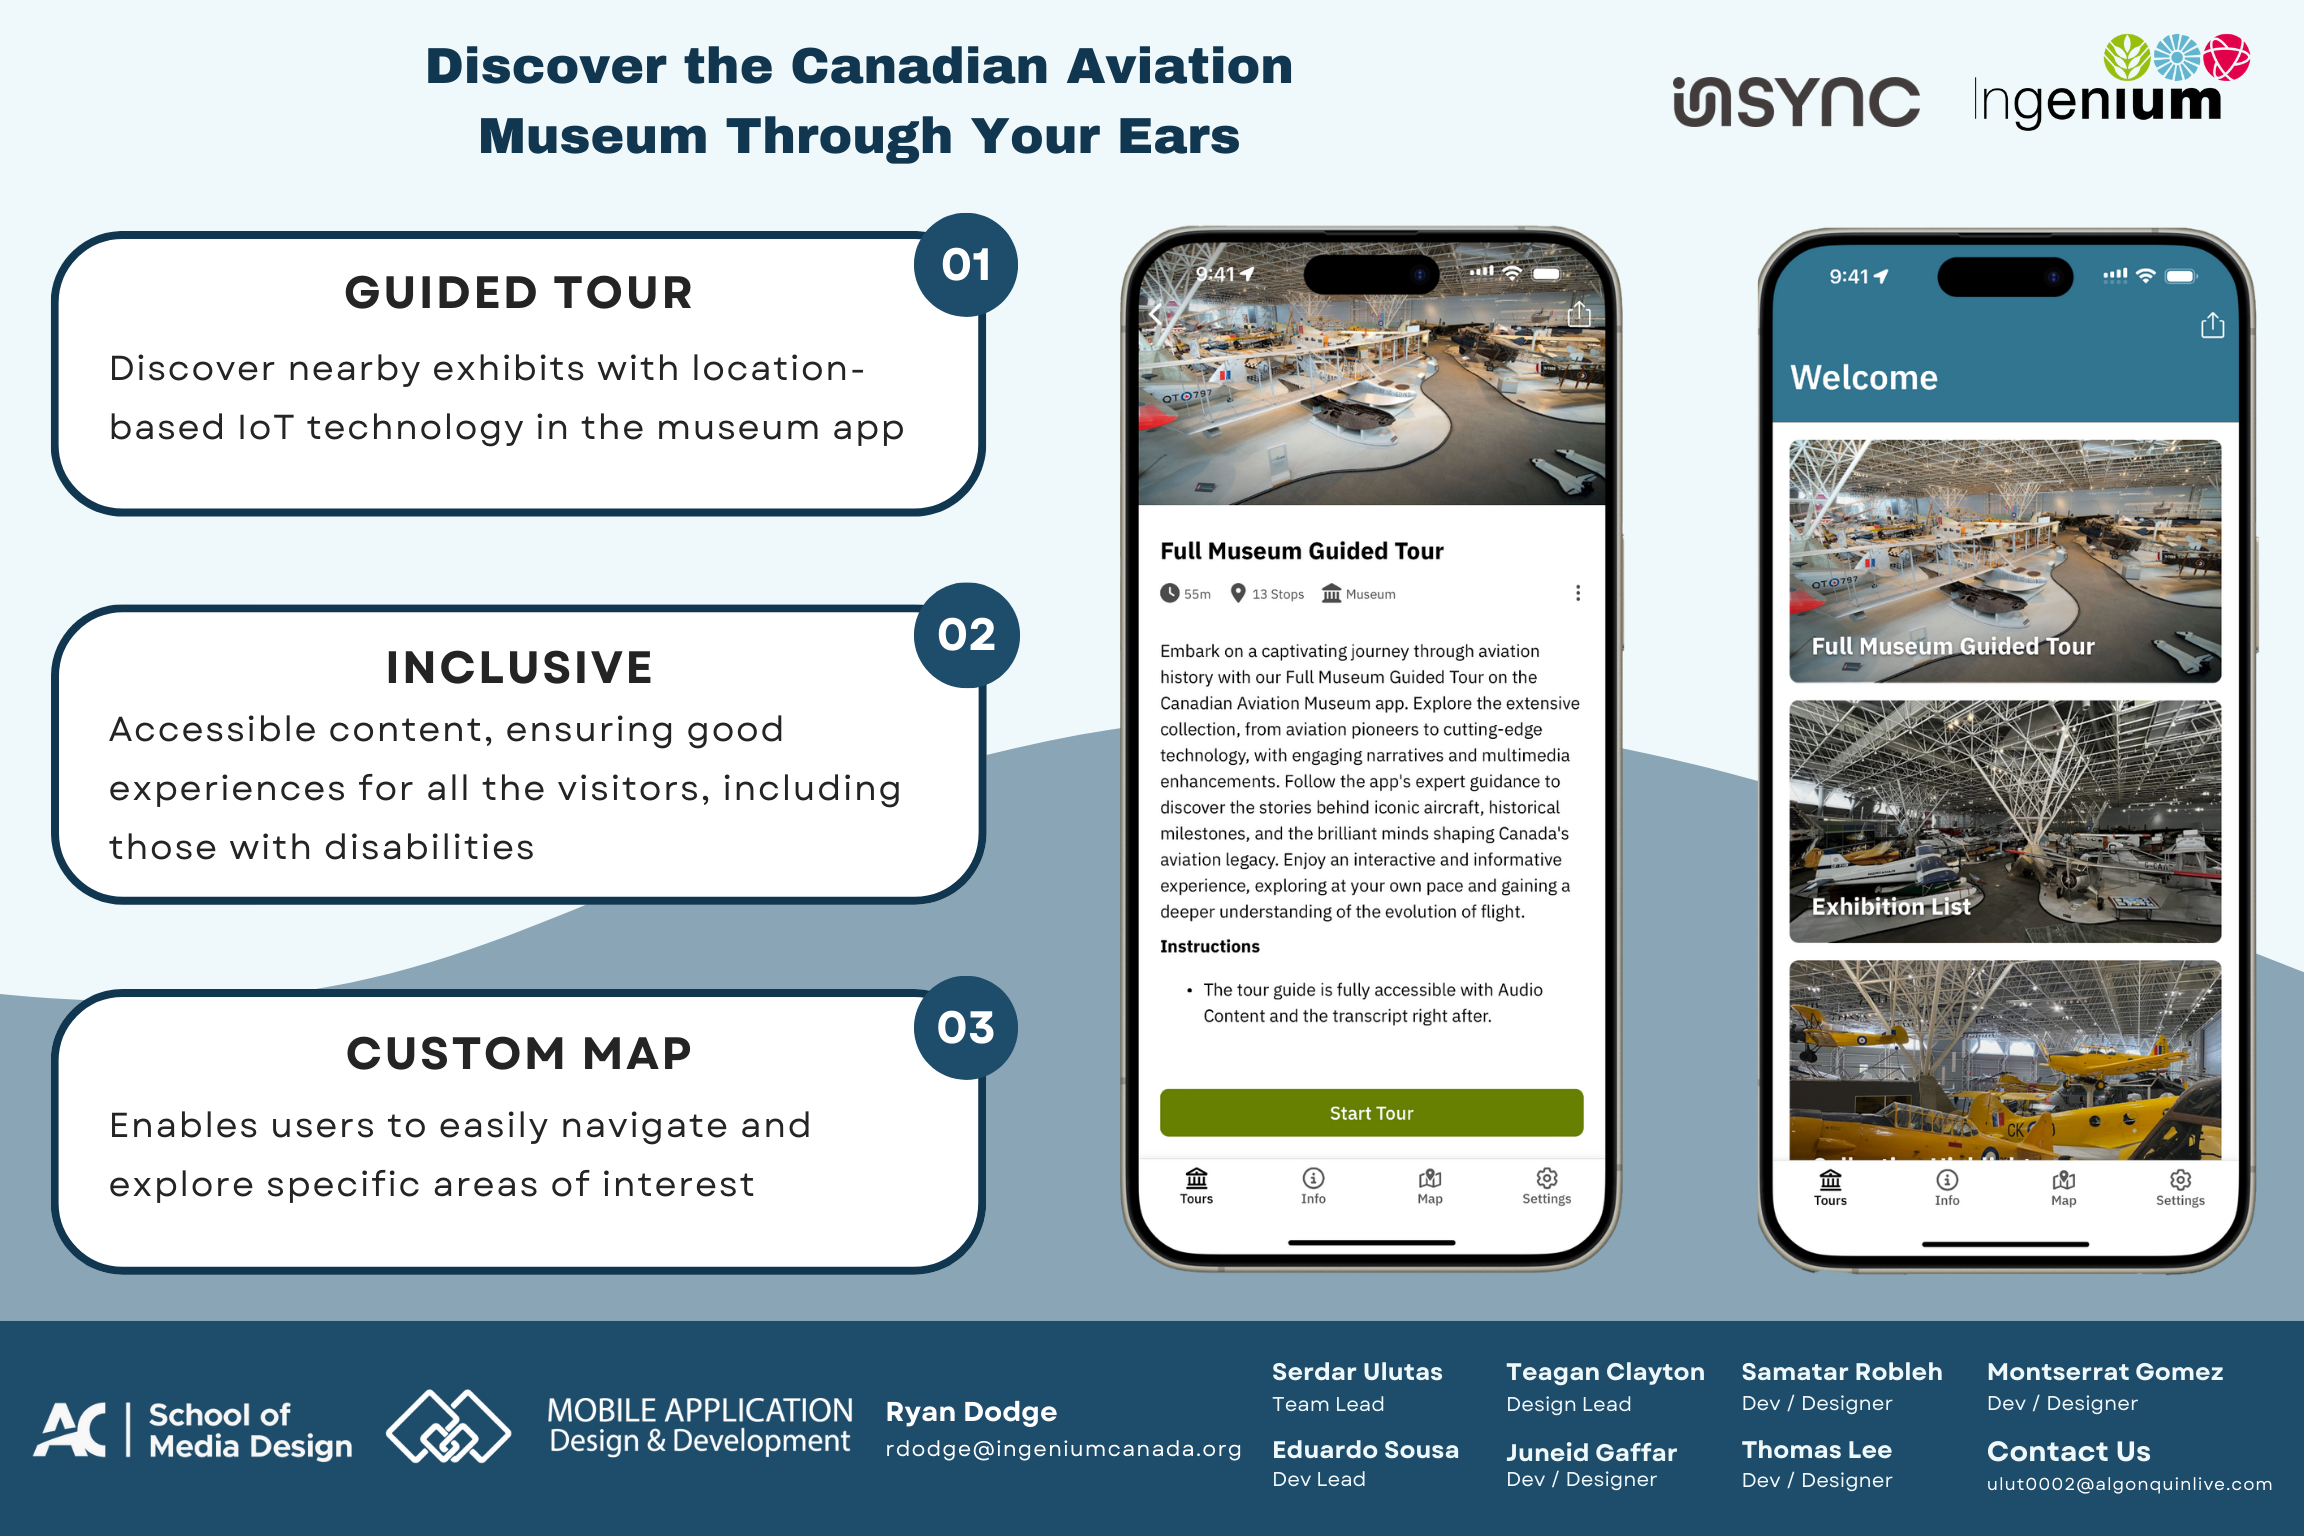 Discover the Canadian Aviation
Museum Through Your Ears
insync
Ingenium
01
GUIDED TOUR
Discover nearby exhibits with location-
based IoT technology in the museum app
02
INCLUSIVE
Accessible content, ensuring good
experiences for all the visitors, including
those with disabilities
03
CUSTOM MAP
Enables users to easily navigate and
explore specific areas of interest
9:41
QT 797
Full Museum Guided Tour
55m 13 Stops Museum
Embark on a captivating journey through aviation
history with our Full Museum Guided Tour on the
Canadian Aviation Museum app. Explore the extensive
collection, from aviation pioneers to cutting-edge
technology, with engaging narratives and multimedia
enhancements. Follow the app's expert guidance to
discover the stories behind iconic aircraft, historical
milestones, and the brilliant minds shaping Canada's
aviation legacy. Enjoy an interactive and informative
experience, exploring at your own pace and gaining a
deeper understanding of the evolution of flight.
Instructions
• The tour guide is fully accessible with Audio
Content and the transcript right after.
Start Tour
Tours Info Map Settings
9:41
Welcome
QT 797
Full Museum Guided Tour
Exhibition List
CK
Tours Info Map Settings
AC School of
Media Design
MOBILE APPLICATION
Design & Development
Ryan Dodge
rdodge@ingeniumcanada.org
Serdar Ulutas
Team Lead
Eduardo Sousa
Dev Lead
Teagan Clayton
Design Lead
Juneid Gaffar
Dev / Designer
Samatar Robleh
Dev / Designer
Thomas Lee
Dev / Designer
Montserrat Gomez
Dev / Designer
Contact Us
ulut0002@algonquinlive.com